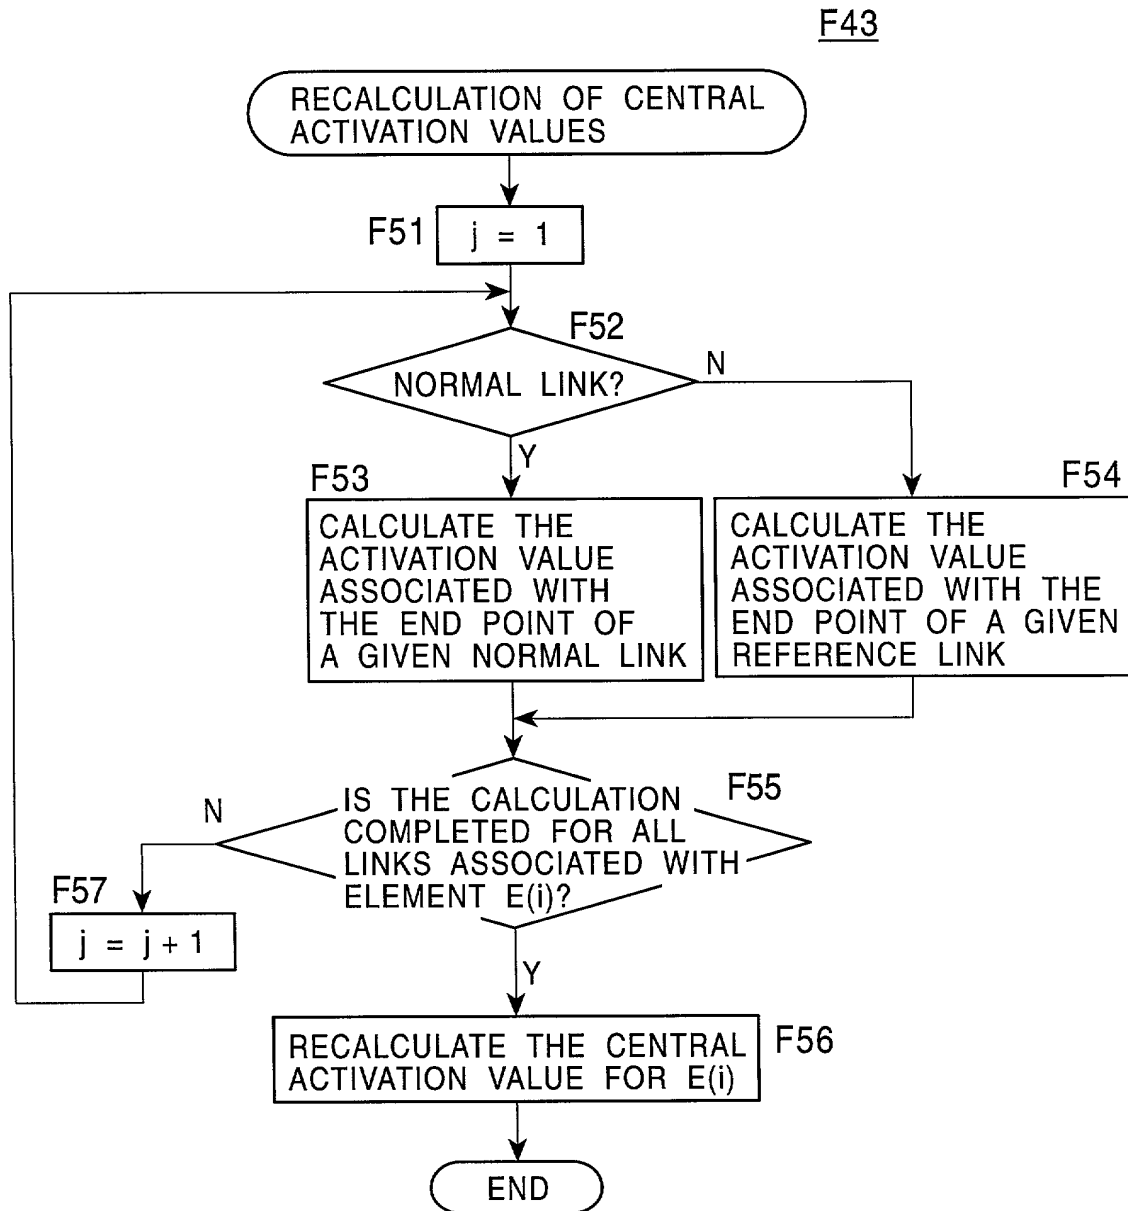 F43
RECALCULATION OF CENTRAL
ACTIVATION VALUES
F51
j = 1
F52
NORMAL LINK?
N
Y
F53
CALCULATE THE
ACTIVATION VALUE
ASSOCIATED WITH
THE END POINT OF
A GIVEN NORMAL LINK
F54
CALCULATE THE
ACTIVATION VALUE
ASSOCIATED WITH THE
END POINT OF A GIVEN
REFERENCE LINK
F55
IS THE CALCULATION
COMPLETED FOR ALL
LINKS ASSOCIATED WITH
ELEMENT E(i)?
N
F57
j = j + 1
Y
RECALCULATE THE CENTRAL
ACTIVATION VALUE FOR E(i)
F56
END